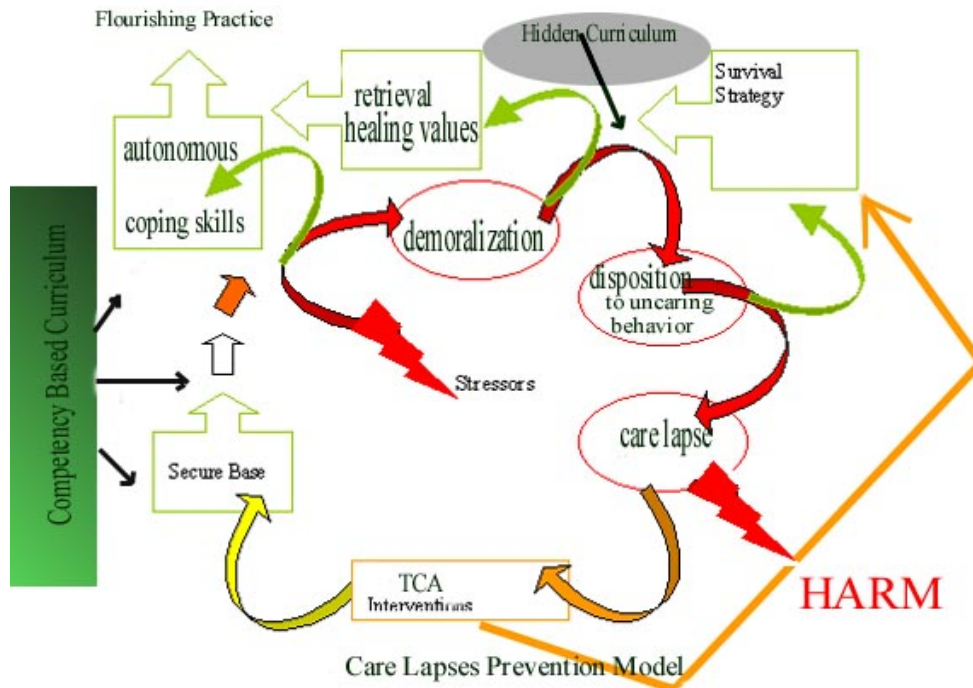 Flourishing Practice
Hidden Curriculum
Survival
Strategy
retrieval
healing values
autonomous
coping skills
demoralization
disposition
to uncaring
behavior
Competency Based Curriculum
Stressors
care lapse
Secure Base
TCA
Interventions
HARM
Care Lapses Prevention Model